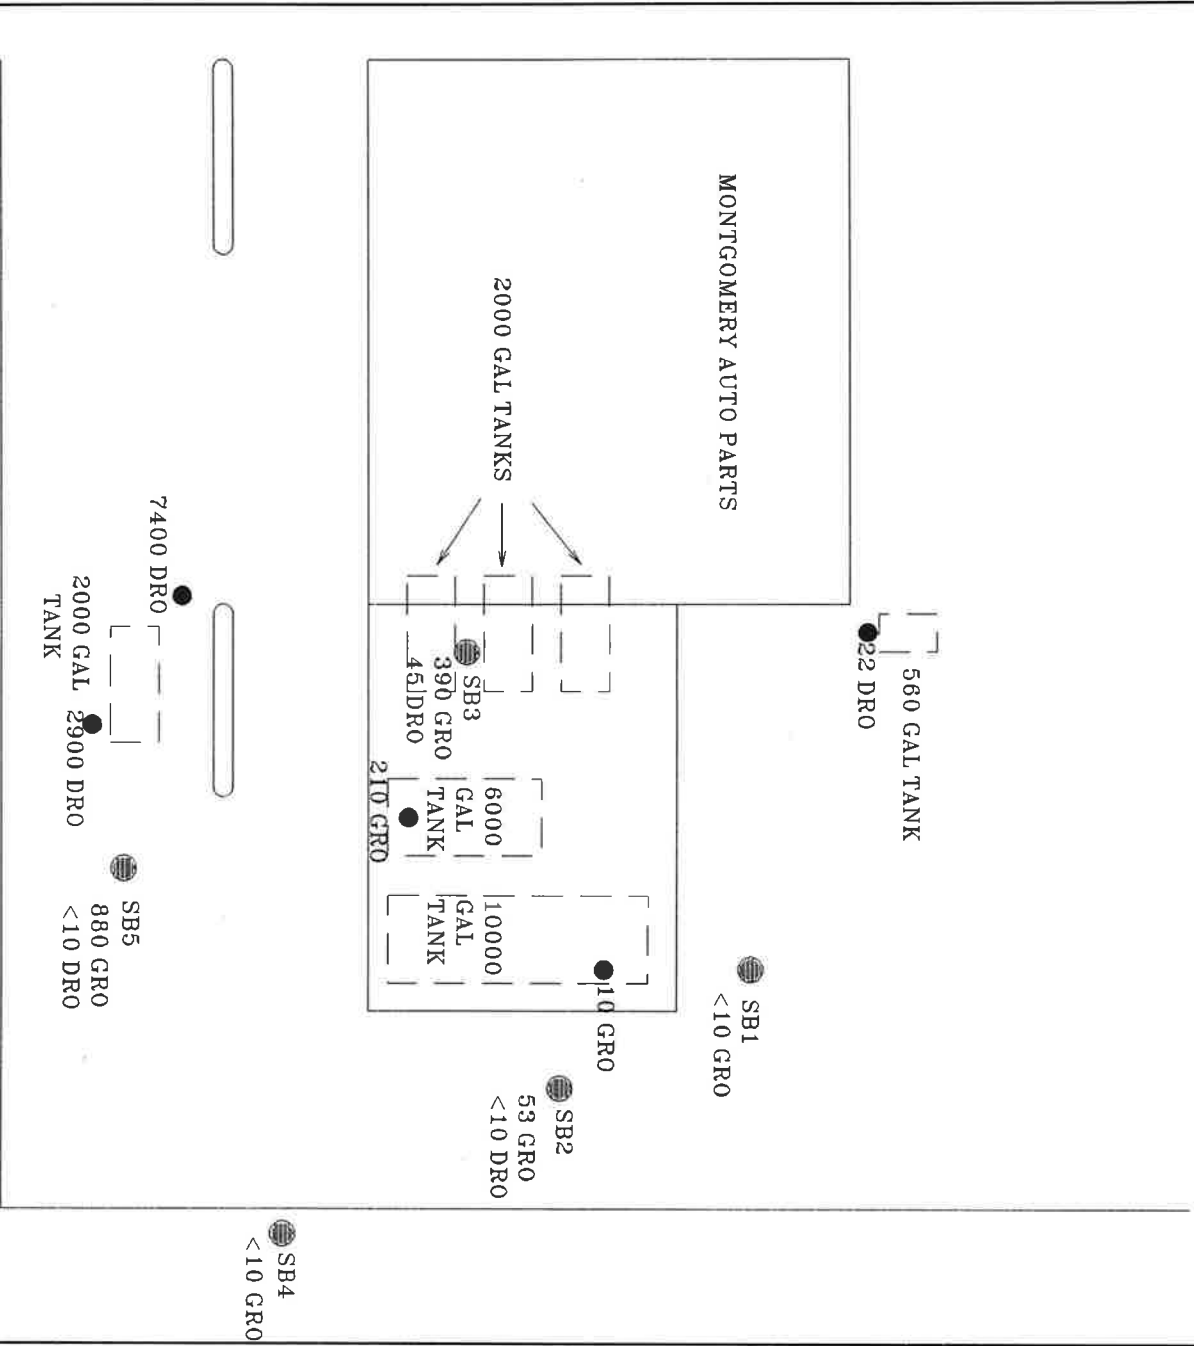 560 GAL TANK
22 DRO
MONTGOMERY AUTO PARTS
2000 GAL TANKS
SB1
<10 GRO
10 GRO
SB2
53 GRO
<10 DRO
6000
GAL
TANK
10000
GAL
TANK
SB3
390 GRO
45 DRO
210 GRO
SB4
<10 GRO
7400 DRO
2000 GAL
TANK
2900 DRO
SB5
880 GRO
<10 DRO